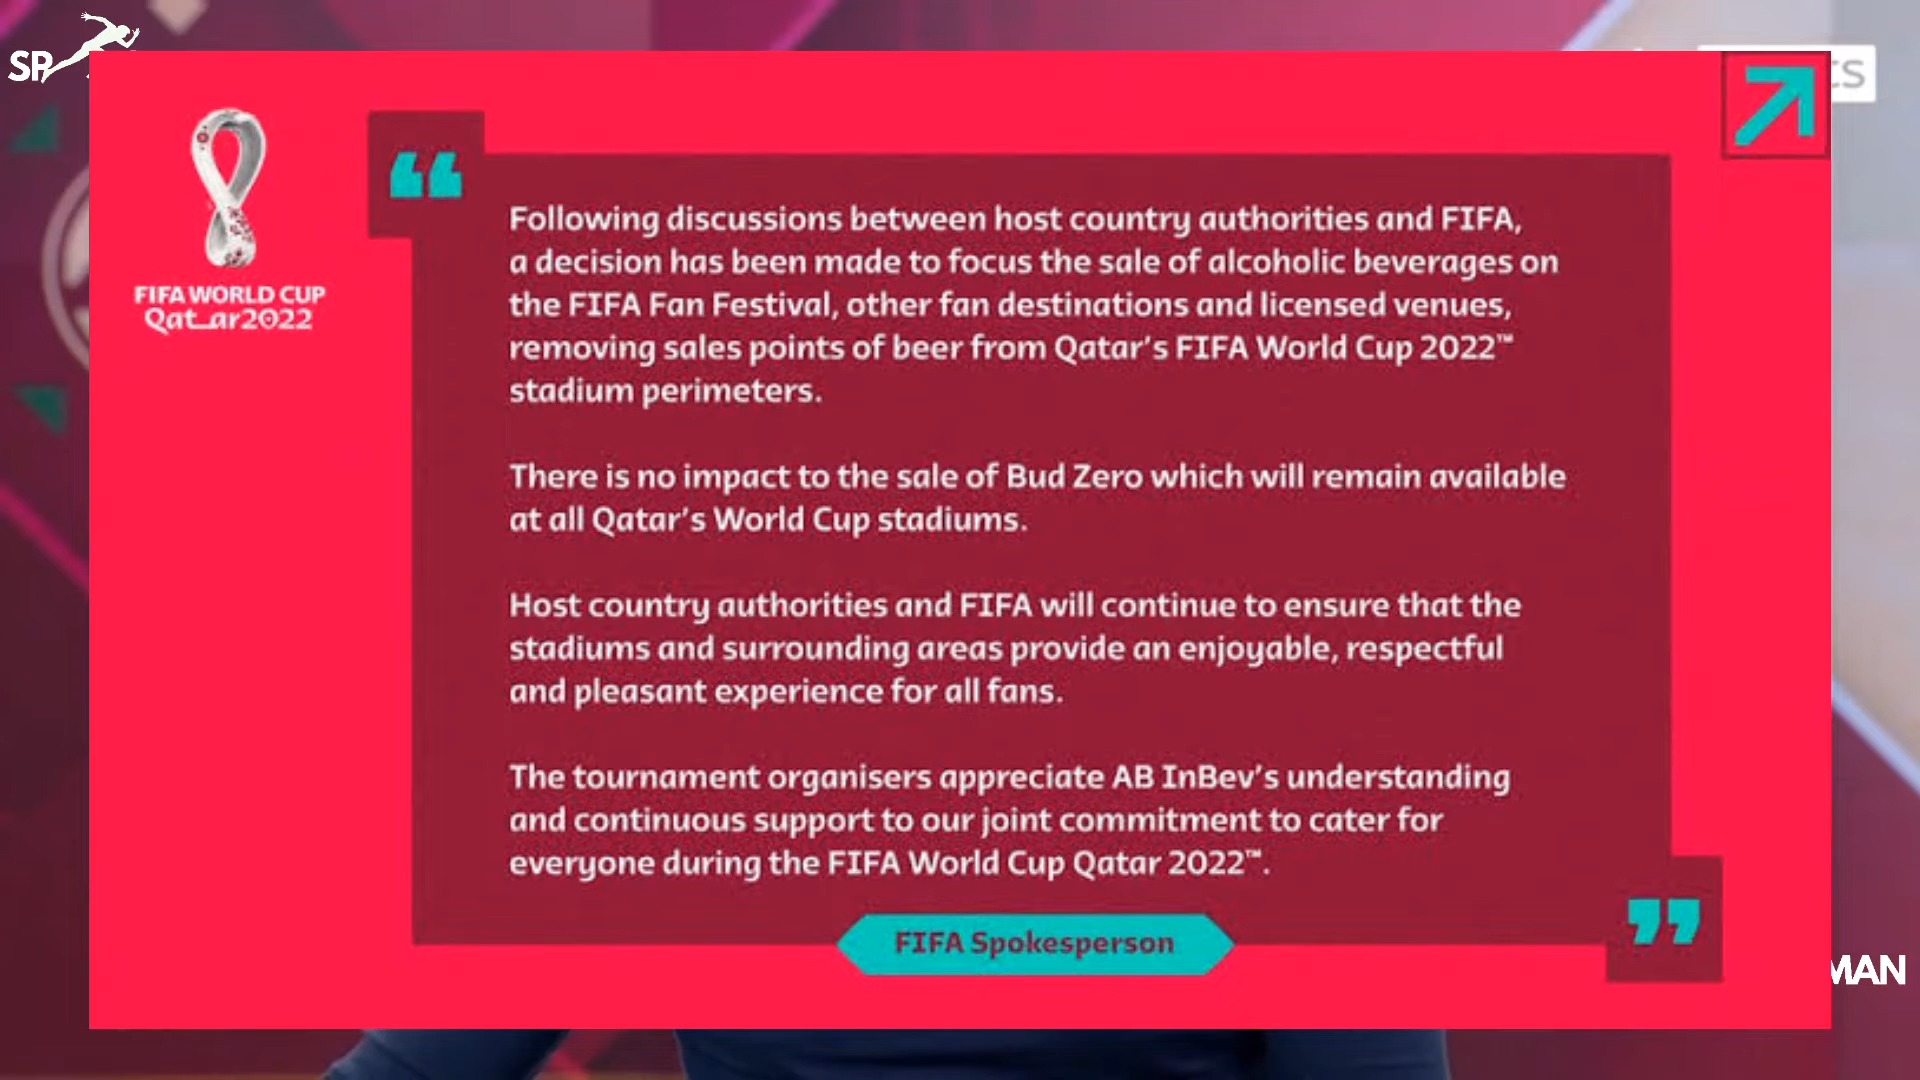 SP
CS
FIFA WORLD CUP
Qatar2022
“
Following discussions between host country authorities and FIFA,
a decision has been made to focus the sale of alcoholic beverages on
the FIFA Fan Festival, other fan destinations and licensed venues,
removing sales points of beer from Qatar’s FIFA World Cup 2022™
stadium perimeters.
There is no impact to the sale of Bud Zero which will remain available
at all Qatar’s World Cup stadiums.
Host country authorities and FIFA will continue to ensure that the
stadiums and surrounding areas provide an enjoyable, respectful
and pleasant experience for all fans.
The tournament organisers appreciate AB InBev’s understanding
and continuous support to our joint commitment to cater for
everyone during the FIFA World Cup Qatar 2022™.
”
FIFA Spokesperson
MAN